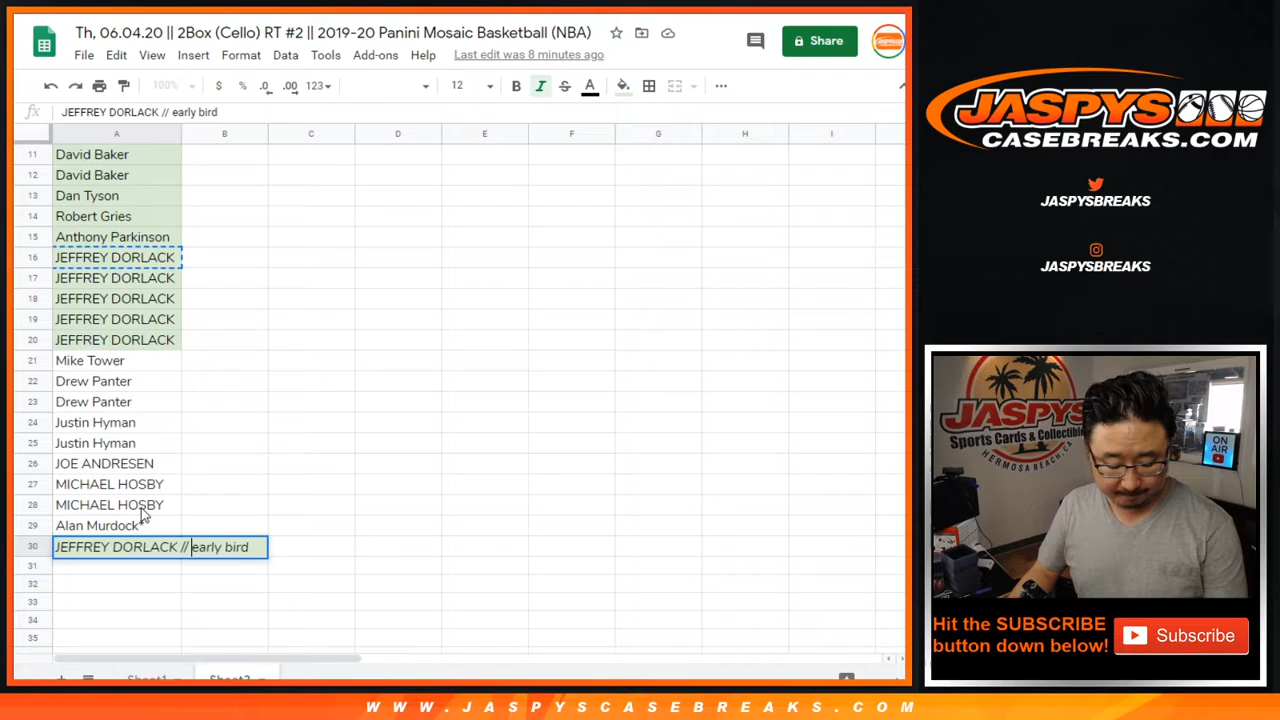 Th, 06.04.20 || 2Box (Cello) RT #2 || 2019-20 Panini Mosaic Basketball (NBA)
File Edit View Insert Format Data Tools Add-ons Help Last edit was 8 minutes ago
Share
100% $ % .0 .00 123 12 B I S A
fx JEFFREY DORLACK // early bird
A B C D E F G H I
11 David Baker
12 David Baker
13 Dan Tyson
14 Robert Gries
15 Anthony Parkinson
16 JEFFREY DORLACK
17 JEFFREY DORLACK
18 JEFFREY DORLACK
19 JEFFREY DORLACK
20 JEFFREY DORLACK
21 Mike Tower
22 Drew Panter
23 Drew Panter
24 Justin Hyman
25 Justin Hyman
26 JOE ANDRESEN
27 MICHAEL HOSBY
28 MICHAEL HOSBY
29 Alan Murdock
30 JEFFREY DORLACK // early bird
31
32
33
34
35
Sheet1 Sheet2
JASPYS
CASEBREAKS.COM
JASPYSBREAKS
JASPYSBREAKS
JASPYS
Sports Cards & Collectibles
HERMOSA BEACH, CA
ON AIR
Hit the SUBSCRIBE
button down below!
Subscribe
WWW.JASPYSCASEBREAKS.COM